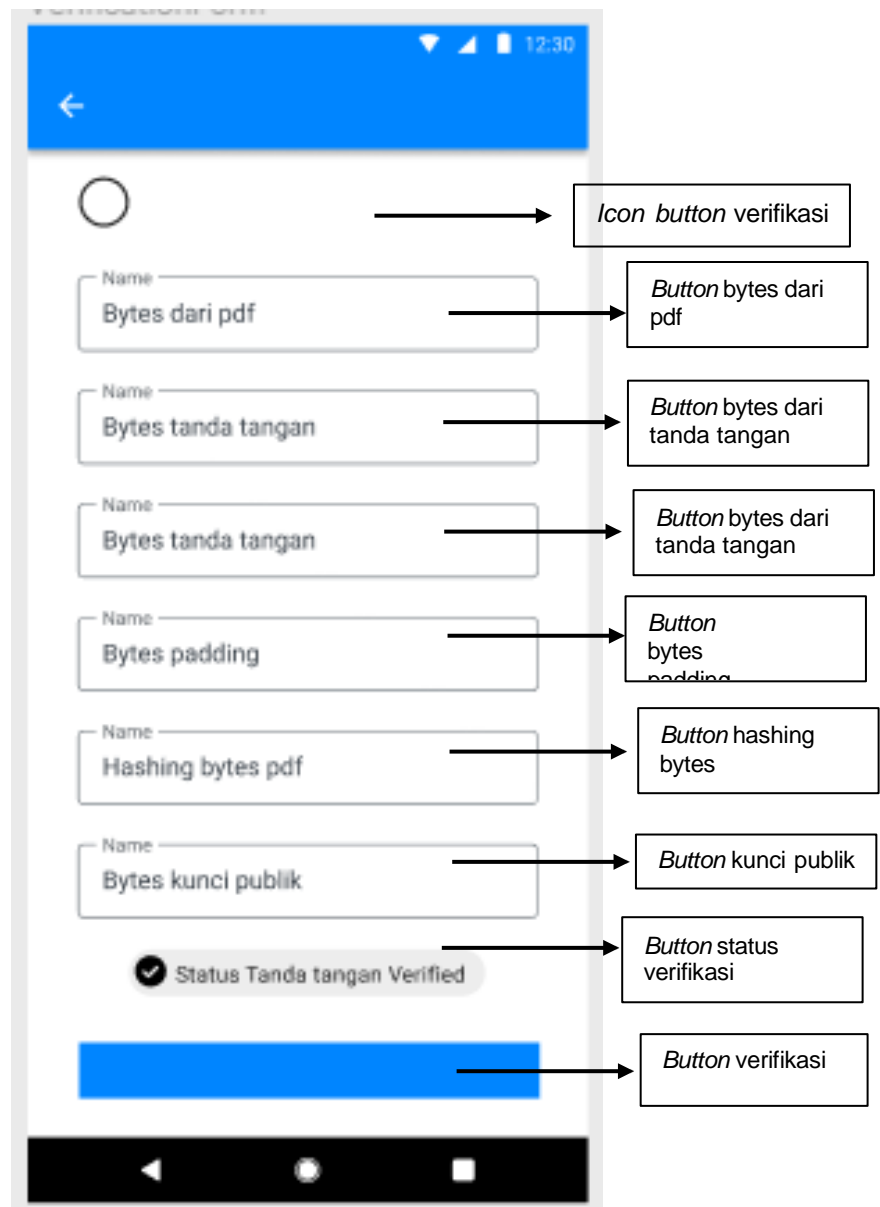 12:30
Icon button verifikasi
Name
Bytes dari pdf
Button bytes dari
pdf
Name
Bytes tanda tangan
Button bytes dari
tanda tangan
Name
Bytes tanda tangan
Button bytes dari
tanda tangan
Name
Bytes padding
Button
bytes
padding
Name
Hashing bytes pdf
Button hashing
bytes
Name
Bytes kunci publik
Button kunci publik
Status Tanda tangan Verified
Button status
verifikasi
Button verifikasi